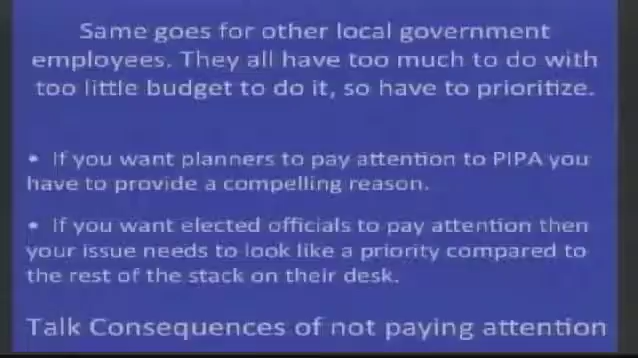 Same goes for other local government
employees. They all have too much to do with
too little budget to do it, so have to prioritize.
• If you want planners to pay attention to PIPA you
have to provide a compelling reason.
• If you want elected officials to pay attention then
your issue needs to look like a priority compared to
the rest of the stack on their desk.
Talk Consequences of not paying attention